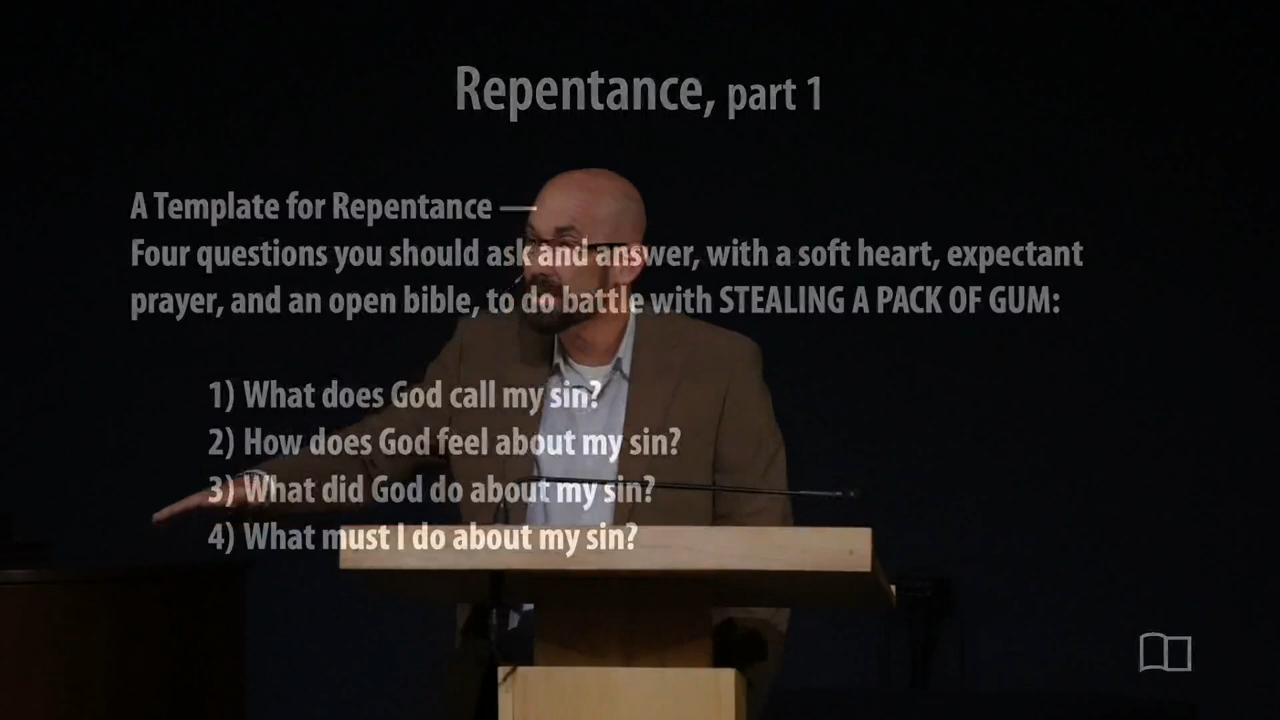 Repentance, part 1
A Template for Repentance —
Four questions you should ask and answer, with a soft heart, expectant
prayer, and an open bible, to do battle with STEALING A PACK OF GUM:
1) What does God call my sin?
2) How does God feel about my sin?
3) What did God do about my sin?
4) What must I do about my sin?